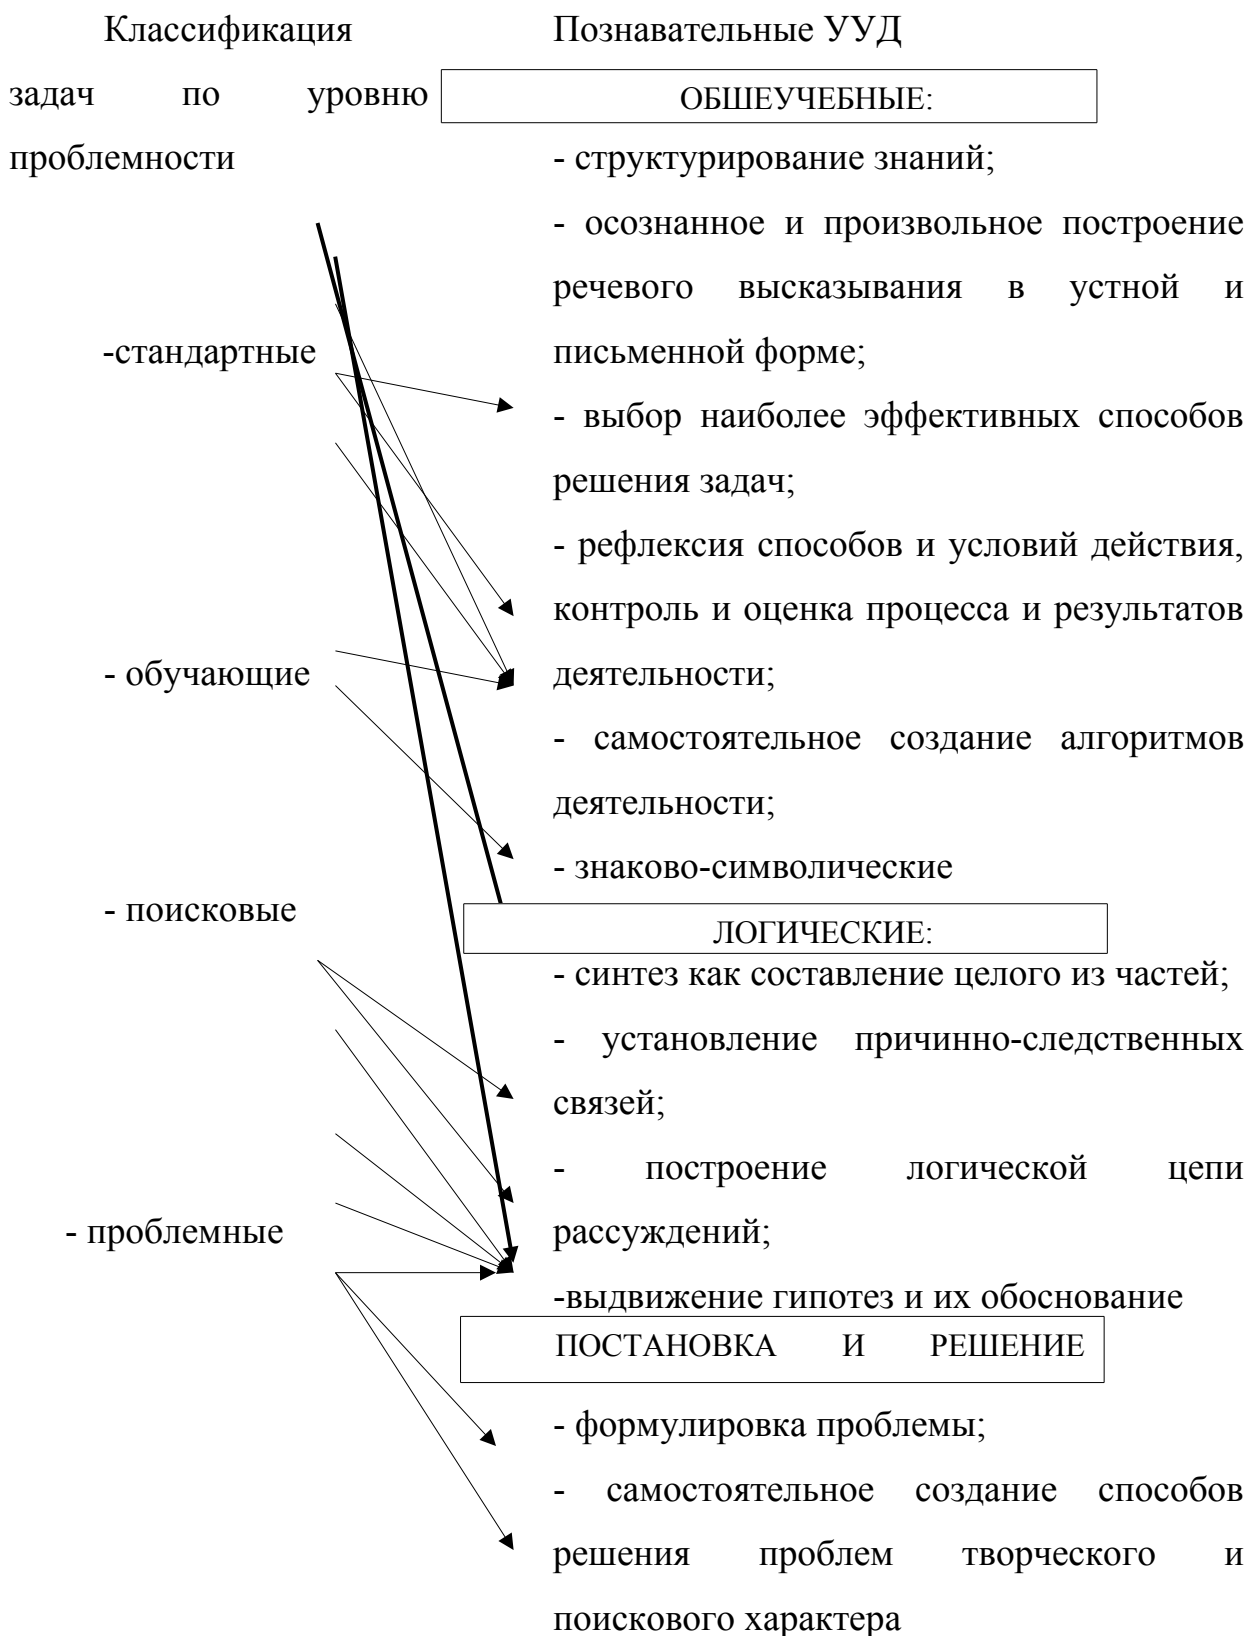 Классификация
задач по уровню
проблемности
-стандартные
- обучающие
- поисковые
- проблемные
Познавательные УУД
ОБШЕУЧЕБНЫЕ:
- структурирование знаний;
- осознанное и произвольное построение
речевого высказывания в устной и
письменной форме;
- выбор наиболее эффективных способов
решения задач;
- рефлексия способов и условий действия,
контроль и оценка процесса и результатов
деятельности;
- самостоятельное создание алгоритмов
деятельности;
- знаково-символические
ЛОГИЧЕСКИЕ:
- синтез как составление целого из частей;
- установление причинно-следственных
связей;
- построение логической цепи
рассуждений;
-выдвижение гипотез и их обоснование
ПОСТАНОВКА И РЕШЕНИЕ
- формулировка проблемы;
- самостоятельное создание способов
решения проблем творческого и
поискового характера